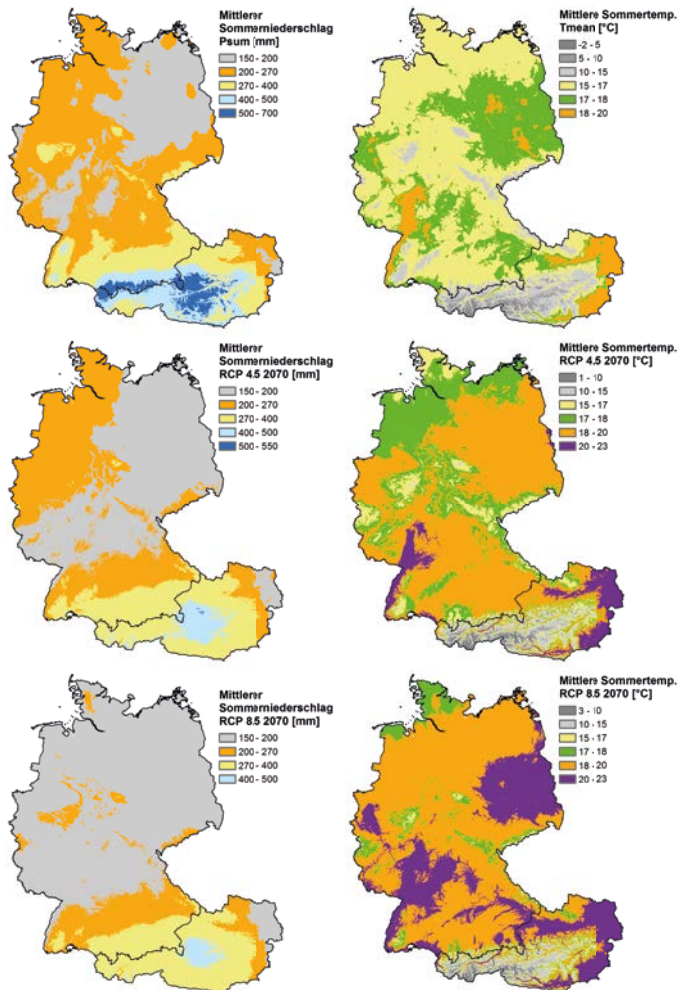 Mittlerer
Sommerniederschlag
Psum [mm]
150 - 200
200 - 270
270 - 400
400 - 500
500 - 700
Mittlere Sommertemp.
Tmean [°C]
-2 - 5
5 - 10
10 - 15
15 - 17
17 - 18
18 - 20
Mittlerer
Sommerniederschlag
RCP 4.5 2070 [mm]
150 - 200
200 - 270
270 - 400
400 - 500
500 - 550
Mittlere Sommertemp.
RCP 4.5 2070 [°C]
1 - 10
10 - 15
15 - 17
17 - 18
18 - 20
20 - 23
Mittlerer
Sommerniederschlag
RCP 8.5 2070 [mm]
150 - 200
200 - 270
270 - 400
400 - 500
Mittlere Sommertemp.
RCP 8.5 2070 [°C]
3 - 10
10 - 15
15 - 17
17 - 18
18 - 20
20 - 23